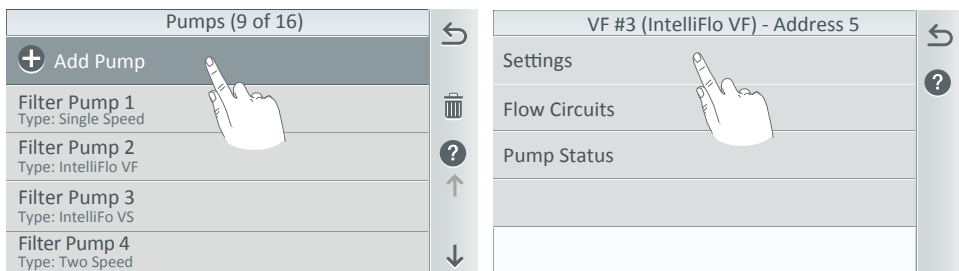 Pumps (9 of 16)
Add Pump
Filter Pump 1
Type: Single Speed
Filter Pump 2
Type: IntelliFlo VF
Filter Pump 3
Type: IntelliFo VS
Filter Pump 4
Type: Two Speed
?
VF #3 (IntelliFlo VF) - Address 5
Settings
Flow Circuits
Pump Status
?